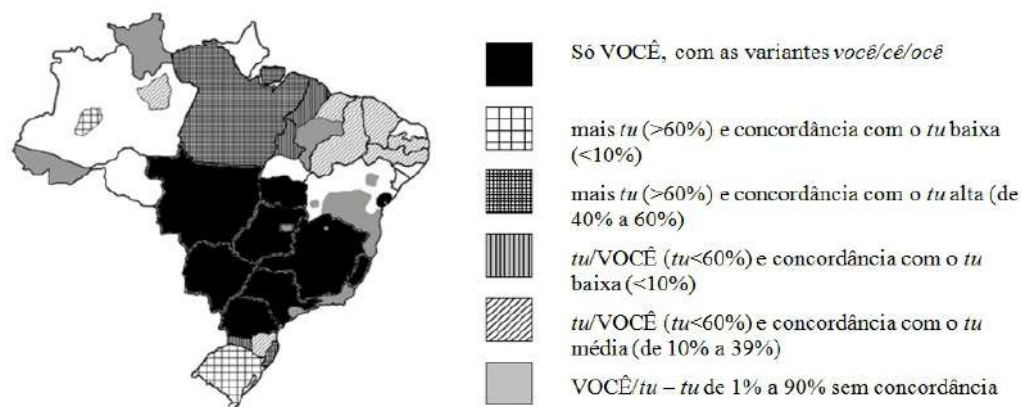 Só VOCÊ, com as variantes você/cê/ocê
mais tu (>60%) e concordância com o tu baixa
(<10%)
mais tu (>60%) e concordância com o tu alta (de
40% a 60%)
tu/VOCÊ (tu<60%) e concordância com o tu
baixa (<10%)
tu/VOCÊ (tu<60%) e concordância com o tu
média (de 10% a 39%)
VOCÊ/tu – tu de 1% a 90% sem concordância